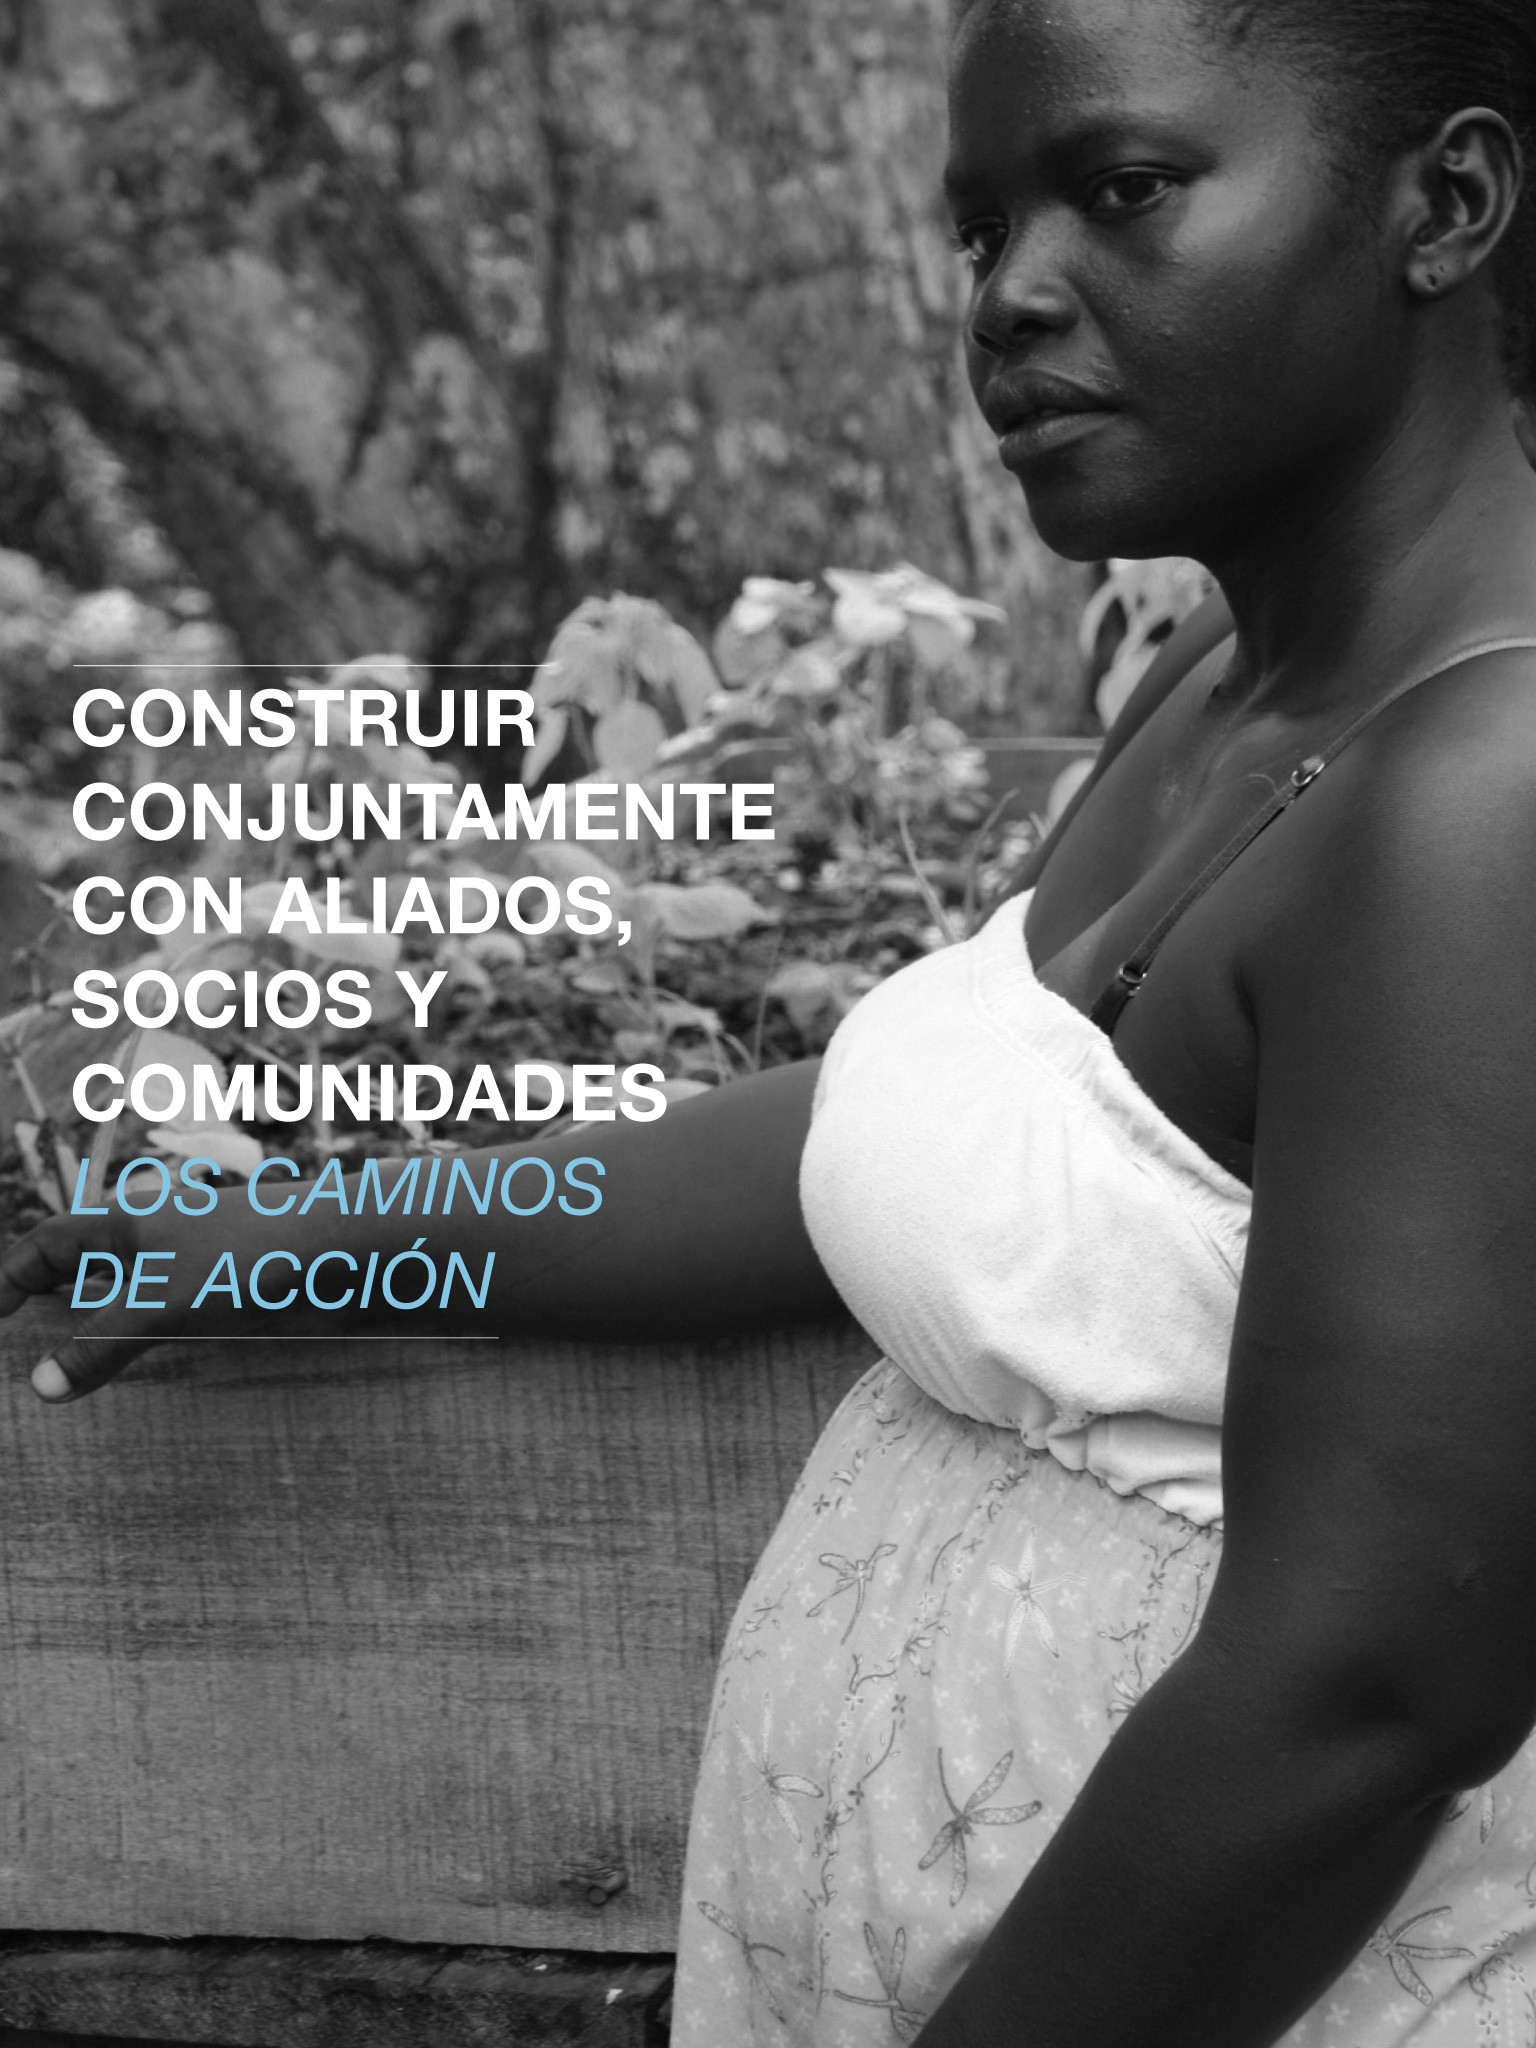 CONSTRUIR
CONJUNTAMENTE
CON ALIADOS,
SOCIOS Y
COMUNIDADES
LOS CAMINOS
DE ACCIÓN